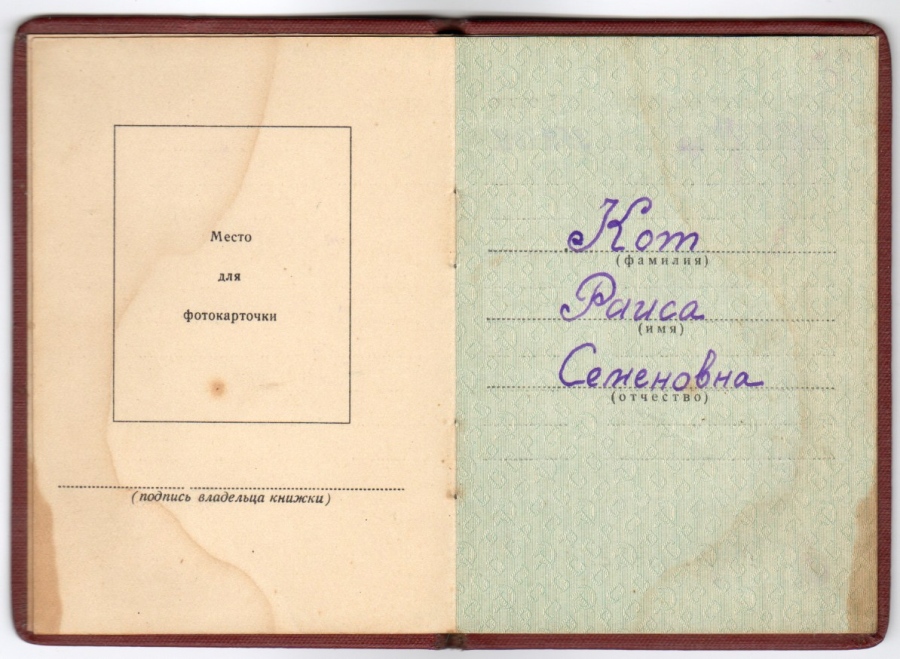 Место
для
фотокарточки
(подпись владельца книжки)
Кот
(фамилия)
Раиса
(имя)
Семеновна
(отчество)